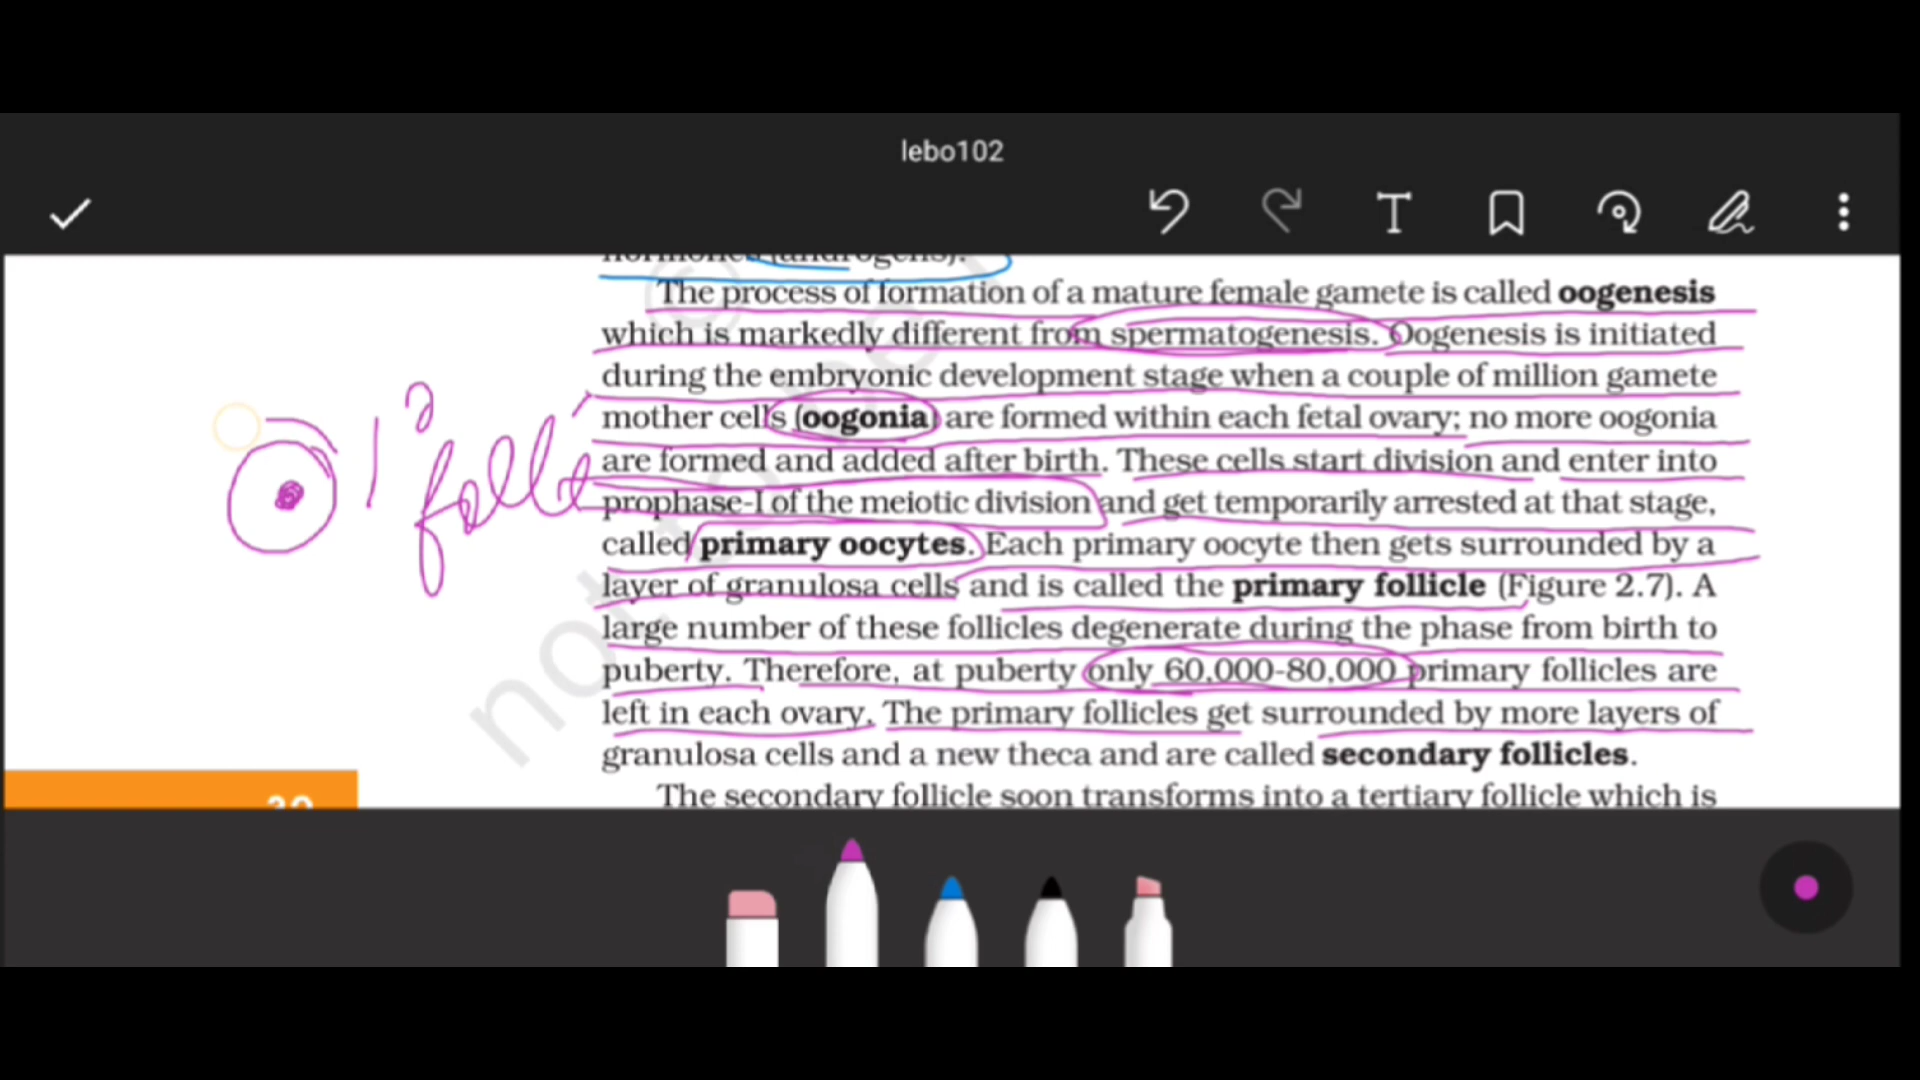 lebo102
hormones (androgens).
The process of formation of a mature female gamete is called oogenesis
which is markedly different from spermatogenesis. Oogenesis is initiated
during the embryonic development stage when a couple of million gamete
mother cells (oogonia) are formed within each fetal ovary; no more oogonia
are formed and added after birth. These cells start division and enter into
prophase-I of the meiotic division and get temporarily arrested at that stage,
called primary oocytes. Each primary oocyte then gets surrounded by a
layer of granulosa cells and is called the primary follicle (Figure 2.7). A
large number of these follicles degenerate during the phase from birth to
puberty. Therefore, at puberty only 60,000-80,000 primary follicles are
left in each ovary. The primary follicles get surrounded by more layers of
granulosa cells and a new theca and are called secondary follicles.
The secondary follicle soon transforms into a tertiary follicle which is
1°
not